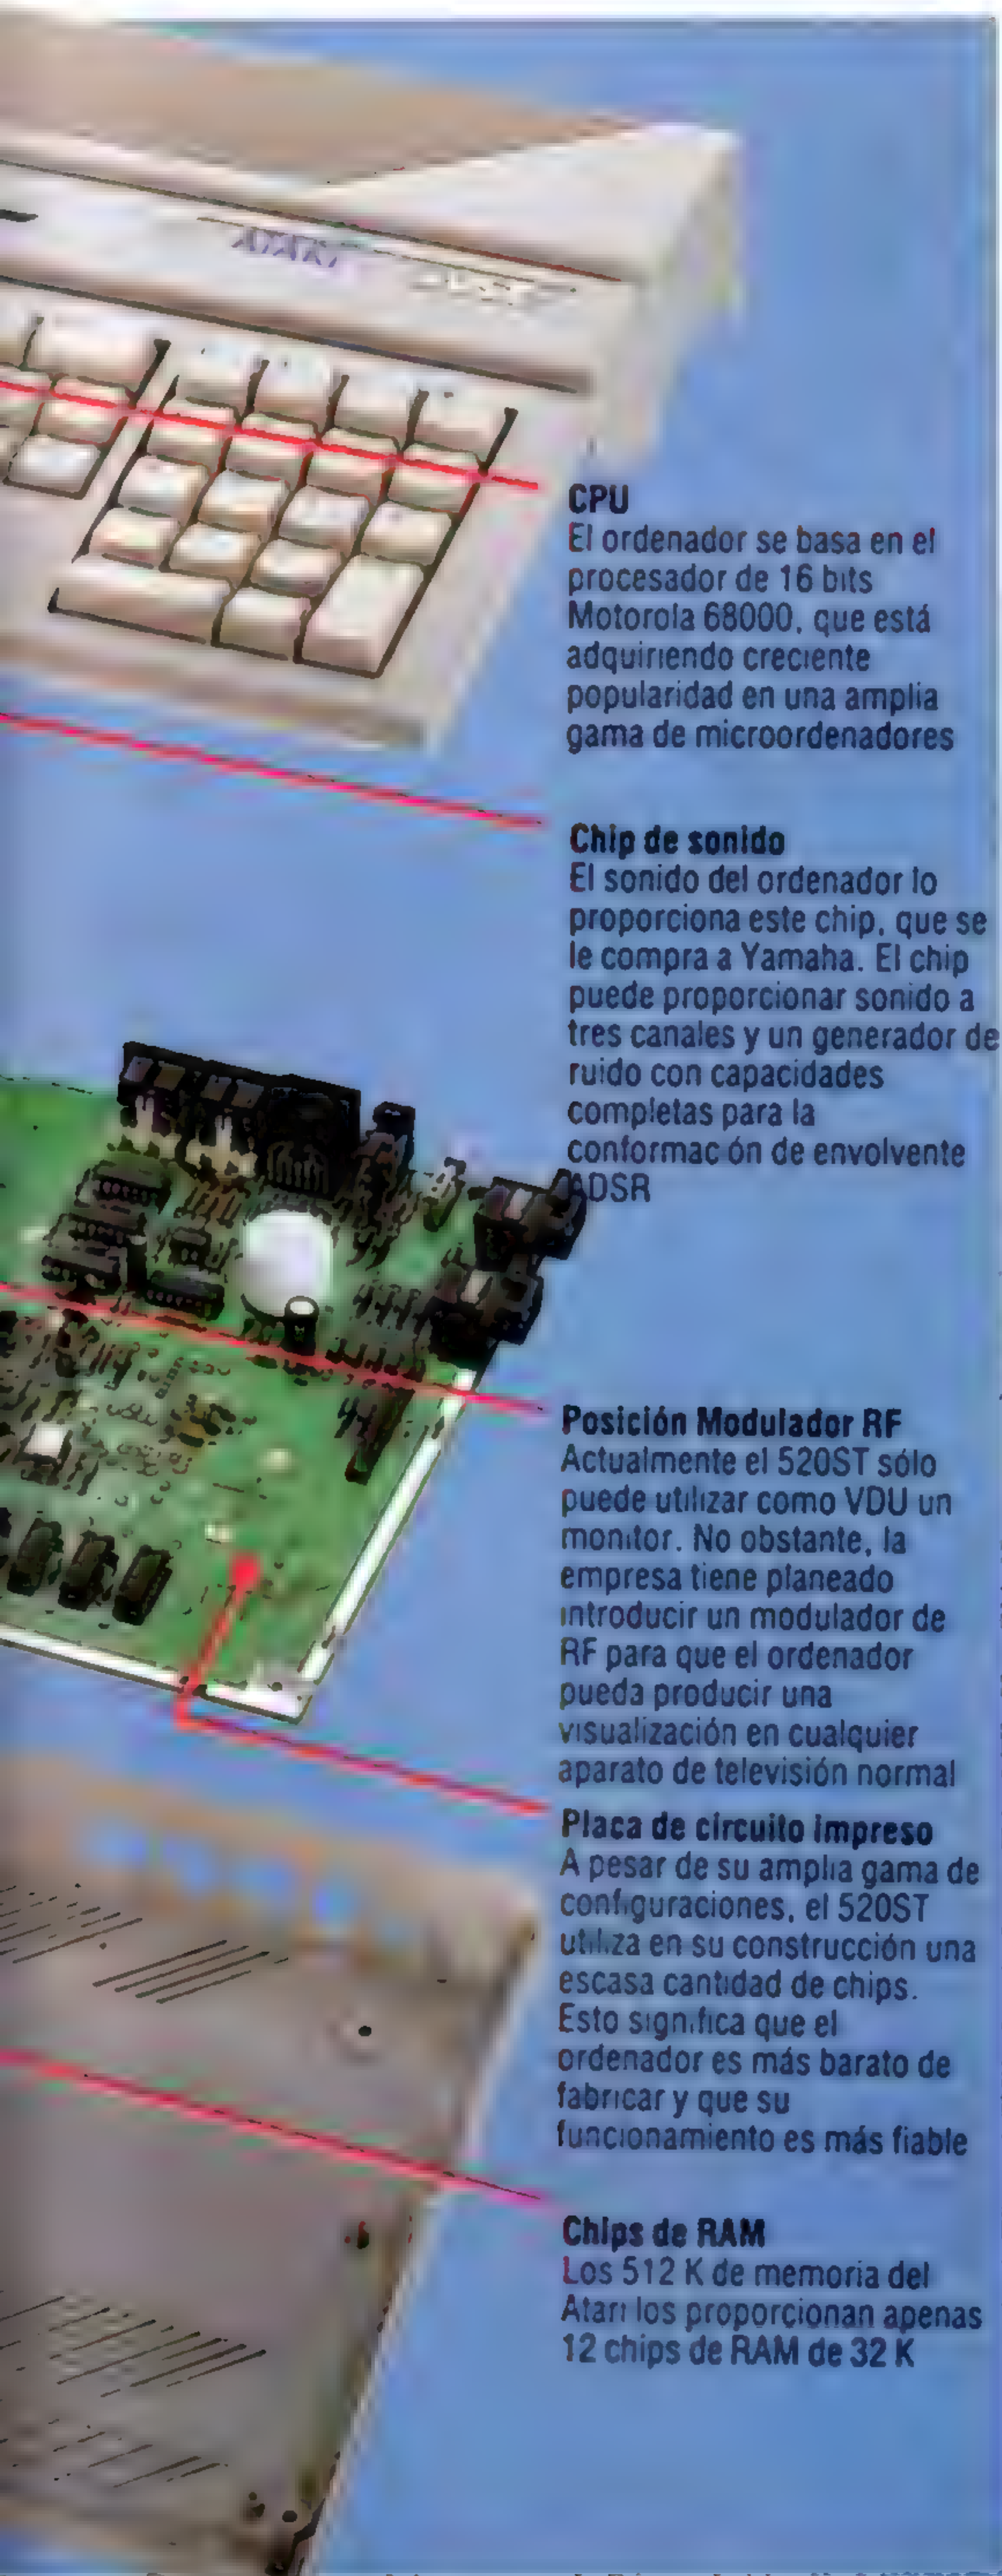 ATARI
CPU
El ordenador se basa en el
procesador de 16 bits
Motorola 68000, que está
adquiriendo creciente
popularidad en una amplia
gama de microordenadores
Chip de sonido
El sonido del ordenador lo
proporciona este chip, que se
le compra a Yamaha. El chip
puede proporcionar sonido a
tres canales y un generador de
ruido con capacidades
completas para la
conformación de envolvente
ADSR
Posición Modulador RF
Actualmente el 520ST sólo
puede utilizar como VDU un
monitor. No obstante, la
empresa tiene planeado
introducir un modulador de
RF para que el ordenador
pueda producir una
visualización en cualquier
aparato de televisión normal
Placa de circuito impreso
A pesar de su amplia gama de
configuraciones, el 520ST
utiliza en su construcción una
escasa cantidad de chips.
Esto significa que el
ordenador es más barato de
fabricar y que su
funcionamiento es más fiable
Chips de RAM
Los 512 K de memoria del
Atari los proporcionan apenas
12 chips de RAM de 32 K